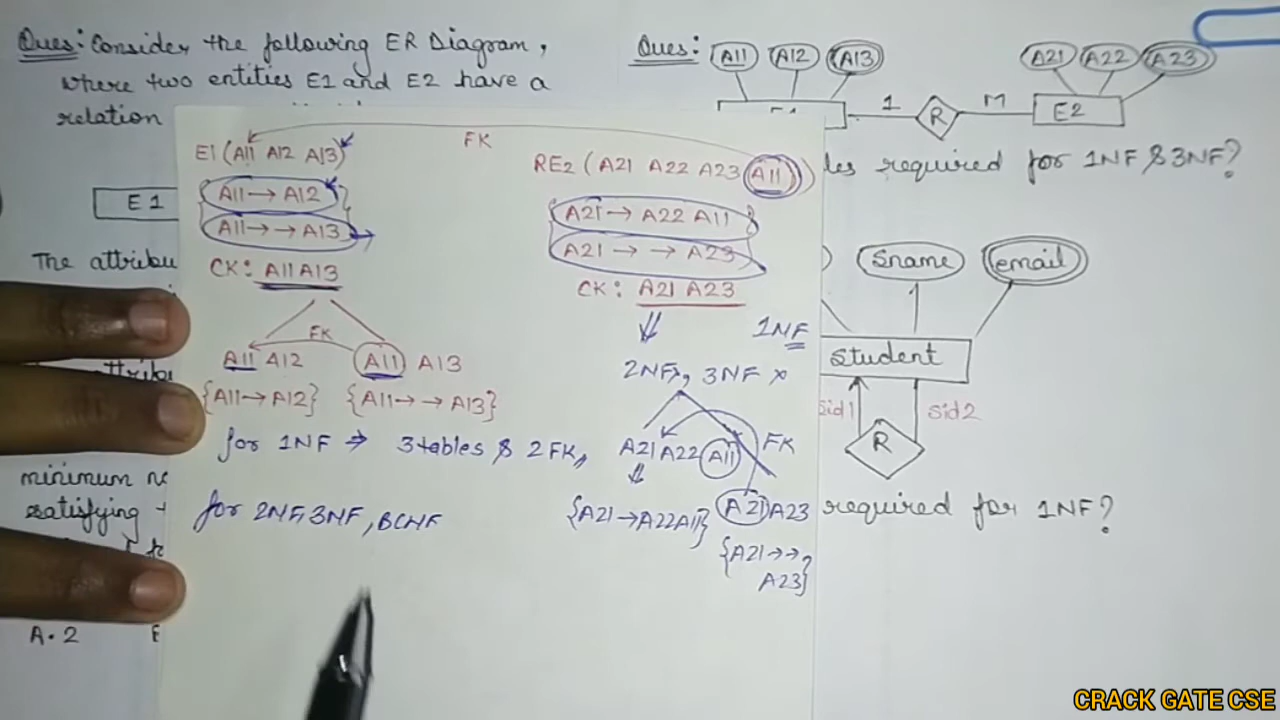 Ques: Consider the following ER Diagram,
where two entities E1 and E2 have a
relation
E1
The attribu
minimum no
satisfying
A. 2
E1 (A11 A12 A13)
A11 → A12
A11 → → A13
CK: A11 A13
FK
A11 A12
A11 A13
{A11 → A12}
{A11 → → A13}
for 1NF ⇒ 3 tables & 2 FK,
for 2NF, 3NF, BCNF
FK
RE2 (A21 A22 A23 A11)
A21 → A22 A11
A21 → → A23
CK: A21 A23
1NF
2NF×, 3NF ×
A21 A22 A11
FK
{A21 → A22 A11}
A21 A23
{A21 →→
A23}
Ques: A11 A12 A13
A21 A22 A23
1 R M E2
les required for 1NF & 3NF?
Sname email
Student
Sid1 Sid2
R
required for 1NF?
CRACK GATE CSE